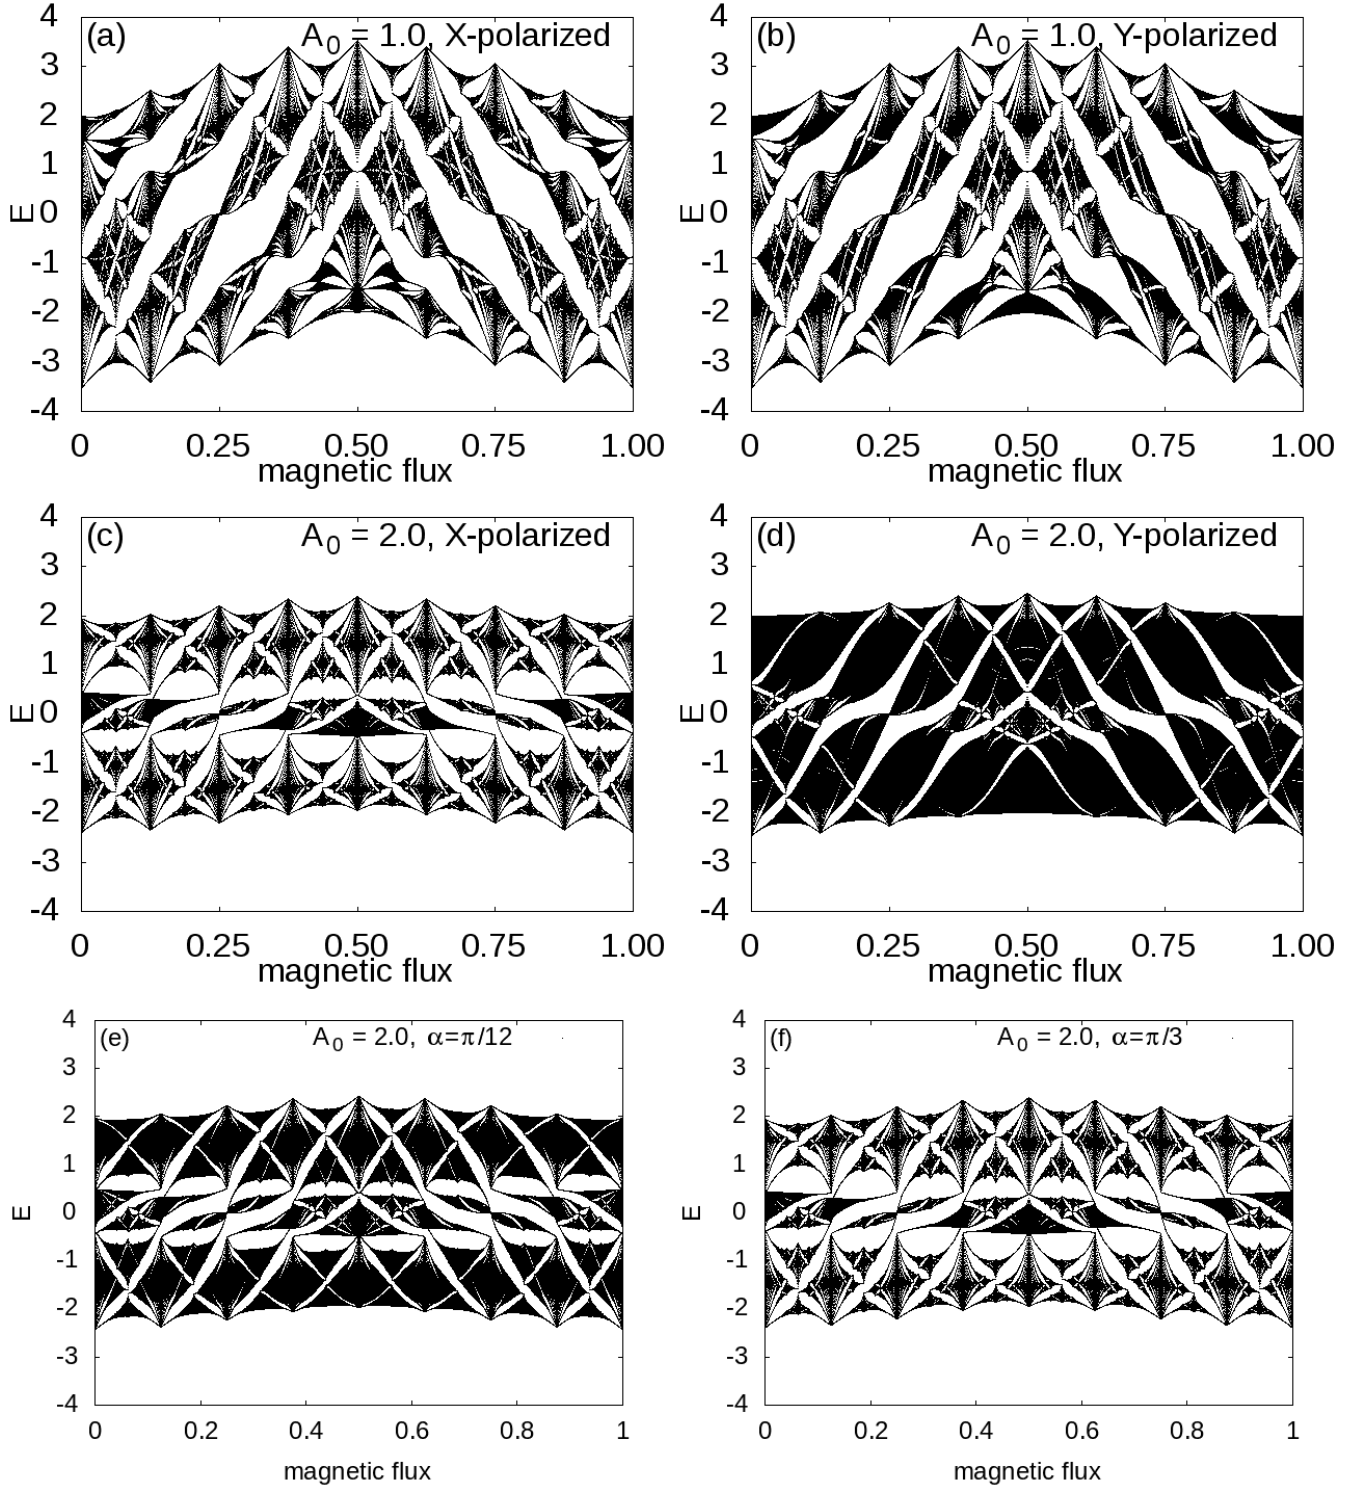 (a) A0 = 1.0, X-polarized
4
3
2
1
0
-1
-2
-3
-4
E
0 0.25 0.50 0.75 1.00
magnetic flux
(b) A0 = 1.0, Y-polarized
4
3
2
1
0
-1
-2
-3
-4
E
0 0.25 0.50 0.75 1.00
magnetic flux
(c) A0 = 2.0, X-polarized
4
3
2
1
0
-1
-2
-3
-4
E
0 0.25 0.50 0.75 1.00
magnetic flux
(d) A0 = 2.0, Y-polarized
4
3
2
1
0
-1
-2
-3
-4
E
0 0.25 0.50 0.75 1.00
magnetic flux
(e) A0 = 2.0, α=π/12
4
3
2
1
0
-1
-2
-3
-4
E
0 0.2 0.4 0.6 0.8 1
magnetic flux
(f) A0 = 2.0, α=π/3
4
3
2
1
0
-1
-2
-3
-4
E
0 0.2 0.4 0.6 0.8 1
magnetic flux